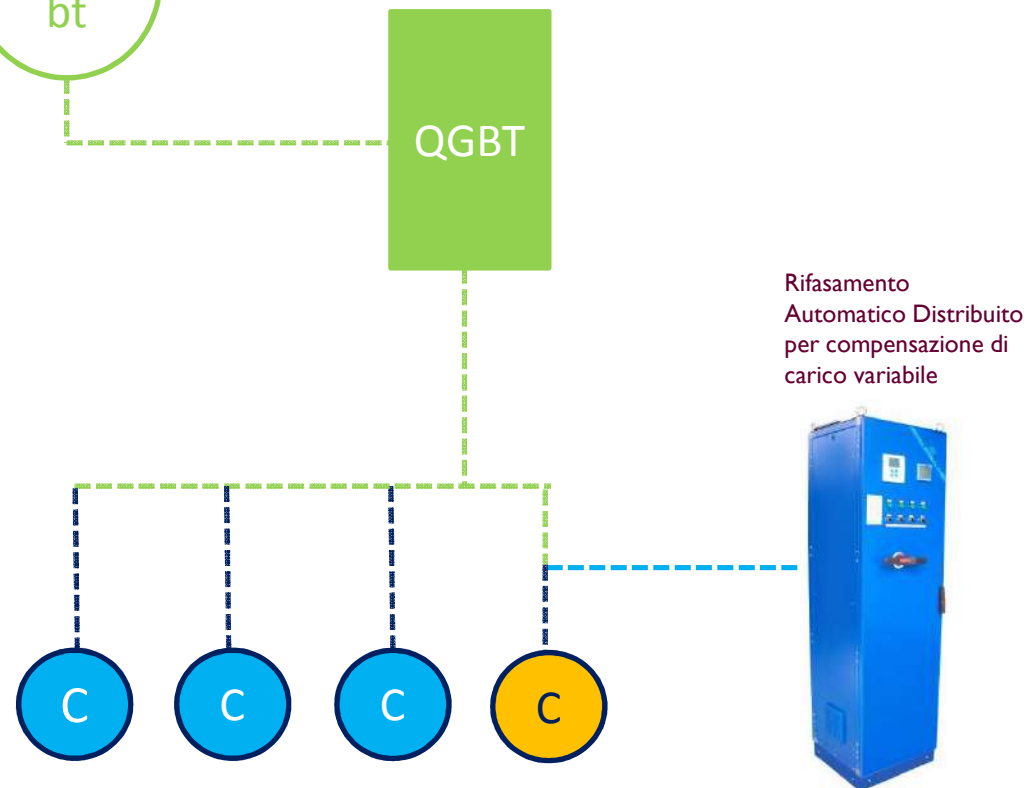 bt
QGBT
Rifasamento
Automatico Distribuito
per compensazione di
carico variabile
C
C
C
C